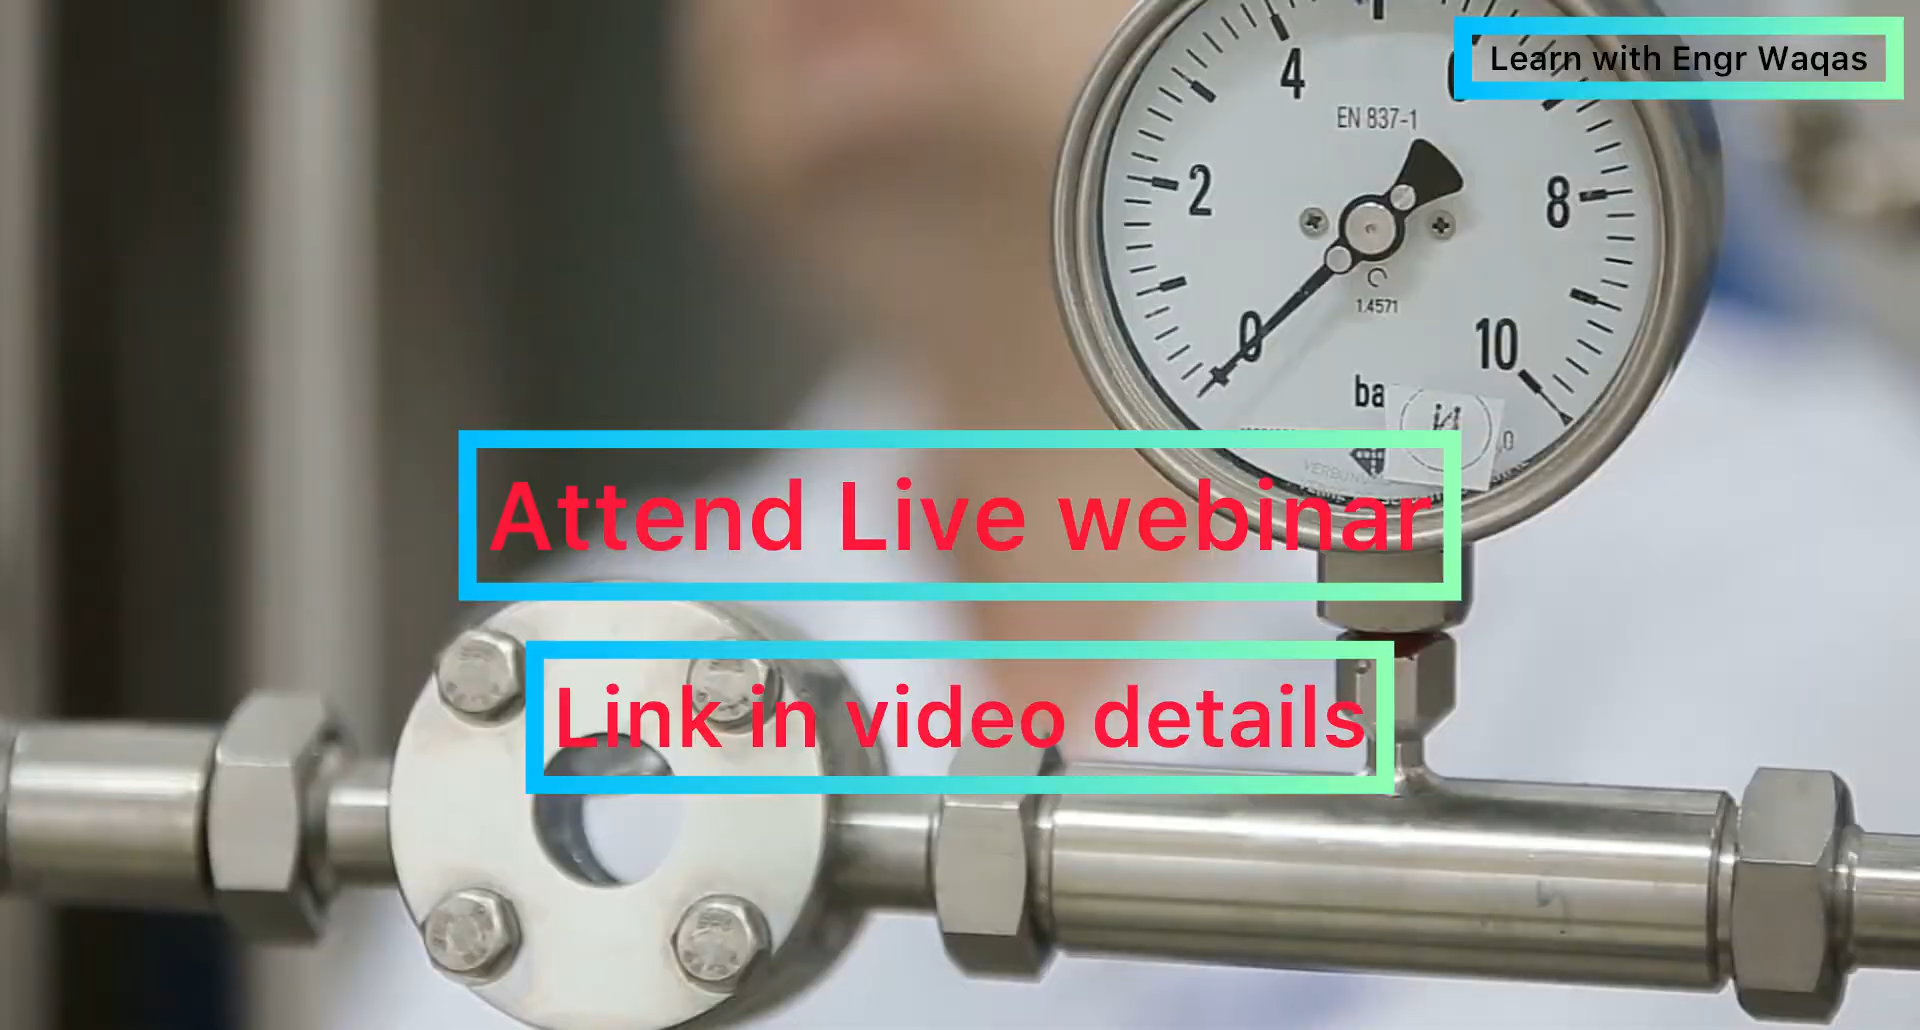 Learn with Engr Waqas
4
EN 837-1
2
8
1.4571
0
10
ba
Attend Live webinar
Link in video details